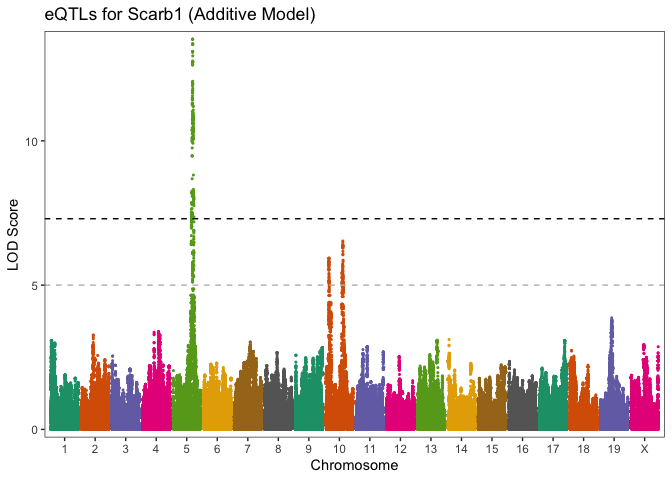 eQTLs for Scarb1 (Additive Model)
LOD Score
10
5
0
1 2 3 4 5 6 7 8 9 10 11 12 13 14 15 16 17 18 19 X
Chromosome